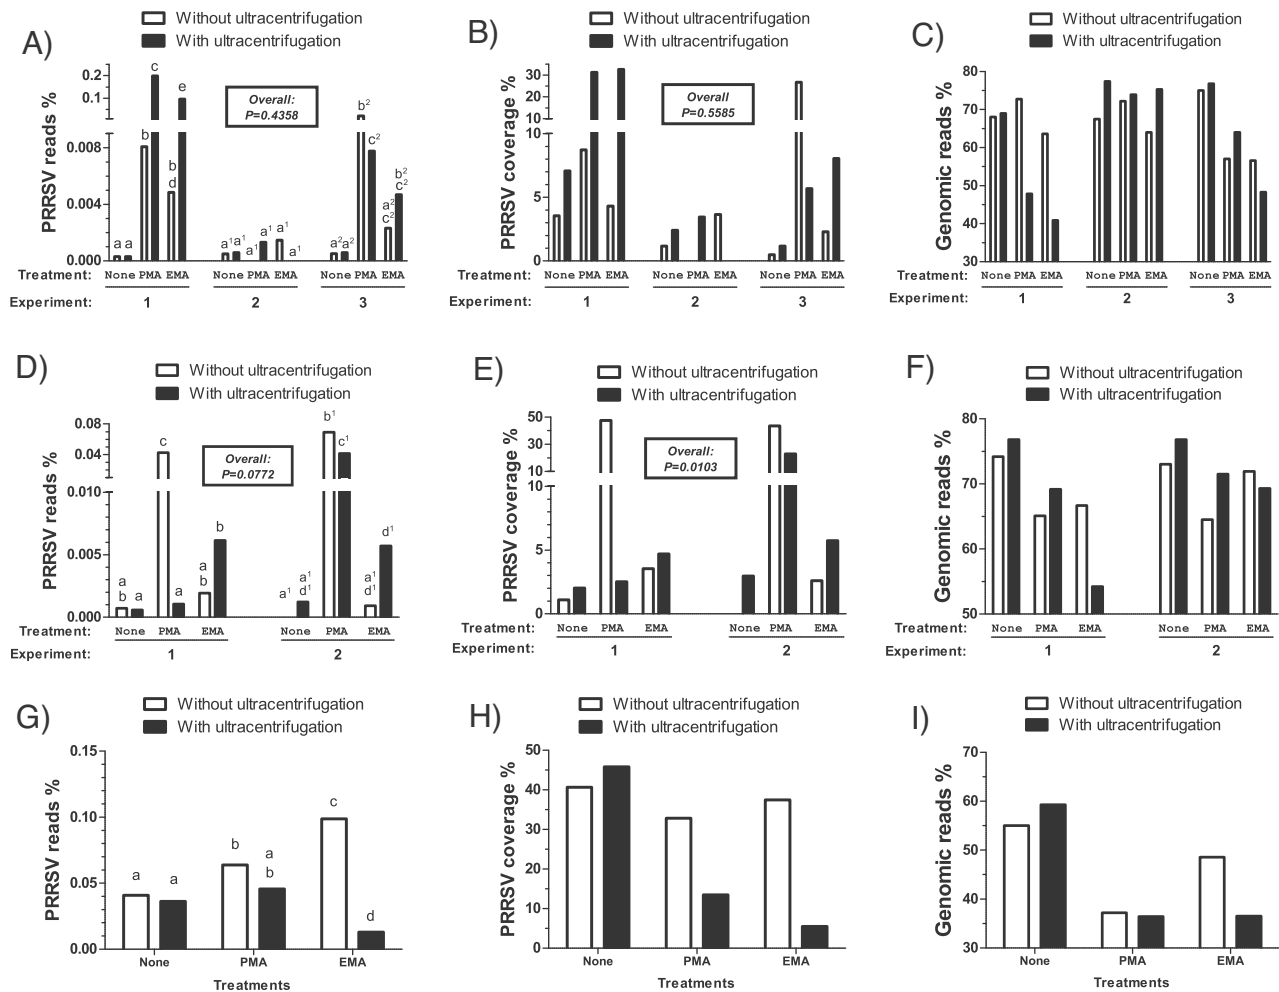 A)
Without ultracentrifugation
With ultracentrifugation
PRRSV reads %
0.2
0.1
0.008
0.004
0.000
Overall:
P=0.4358
a a b c b d e
a¹ a¹ a¹ a¹ a¹ a¹
a² a² b² c² a² c² b² c²
Treatment: None PMA EMA None PMA EMA None PMA EMA
Experiment: 1 2 3
B)
Without ultracentrifugation
With ultracentrifugation
PRRSV coverage %
30
20
10
10
5
0
Overall
P=0.5585
Treatment: None PMA EMA None PMA EMA None PMA EMA
Experiment: 1 2 3
C)
Without ultracentrifugation
With ultracentrifugation
Genomic reads %
80
70
60
50
40
30
Treatment: None PMA EMA None PMA EMA None PMA EMA
Experiment: 1 2 3
D)
Without ultracentrifugation
With ultracentrifugation
PRRSV reads %
0.08
0.04
0.010
0.005
0.000
Overall:
P=0.0772
a b a c a a b b
a¹ a¹ d¹ b¹ c¹ a¹ d¹ d¹
Treatment: None PMA EMA None PMA EMA
Experiment: 1 2
E)
Without ultracentrifugation
With ultracentrifugation
PRRSV coverage %
50
40
30
20
10
10
5
0
Overall:
P=0.0103
Treatment: None PMA EMA None PMA EMA
Experiment: 1 2
F)
Without ultracentrifugation
With ultracentrifugation
Genomic reads %
80
70
60
50
Treatment: None PMA EMA None PMA EMA
Experiment: 1 2
G)
Without ultracentrifugation
With ultracentrifugation
PRRSV reads %
0.15
0.10
0.05
0.00
a a b a b c d
None PMA EMA
Treatments
H)
Without ultracentrifugation
With ultracentrifugation
PRRSV coverage %
50
40
30
20
10
0
None PMA EMA
Treatments
I)
Without ultracentrifugation
With ultracentrifugation
Genomic reads %
70
60
50
40
30
None PMA EMA
Treatments